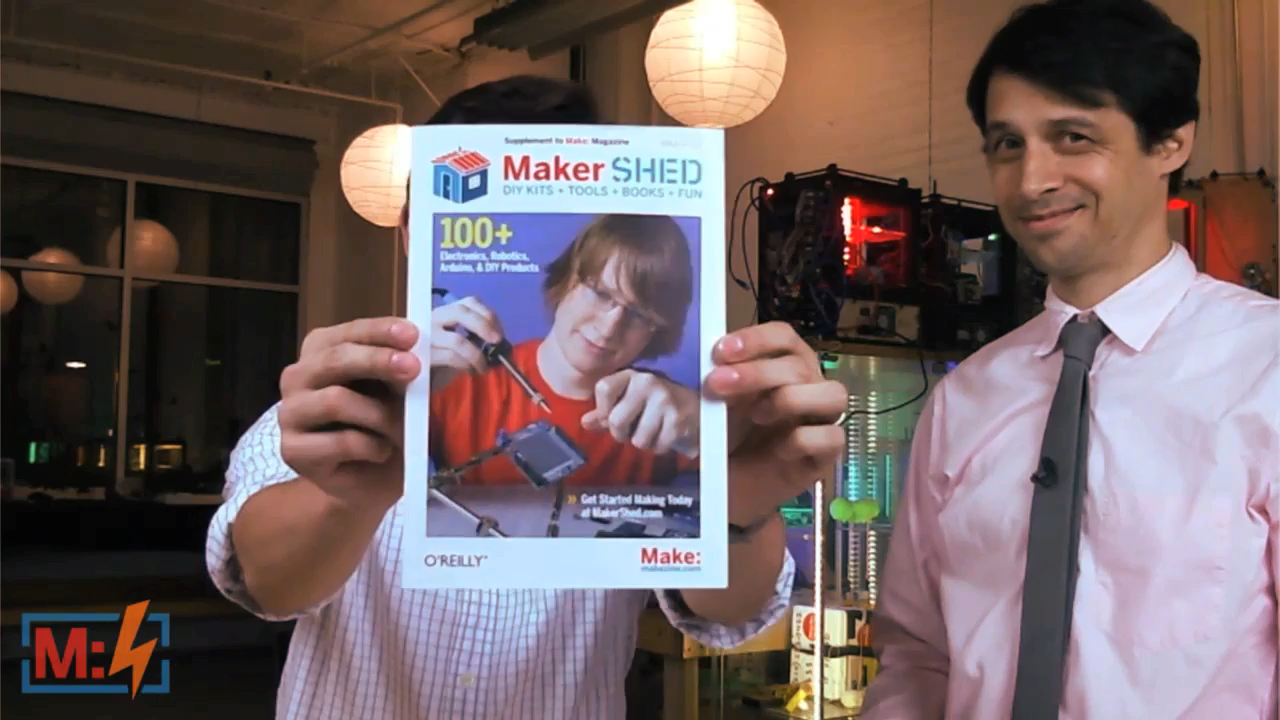 Supplement to Make: Magazine
Maker SHED
DIY KITS + TOOLS + BOOKS + FUN
100+
Electronics, Robotics,
Arduino, & DIY Products
>> Get Started Making Today
at MakerShed.com
O'REILLY
Make:
makezine.com
M: